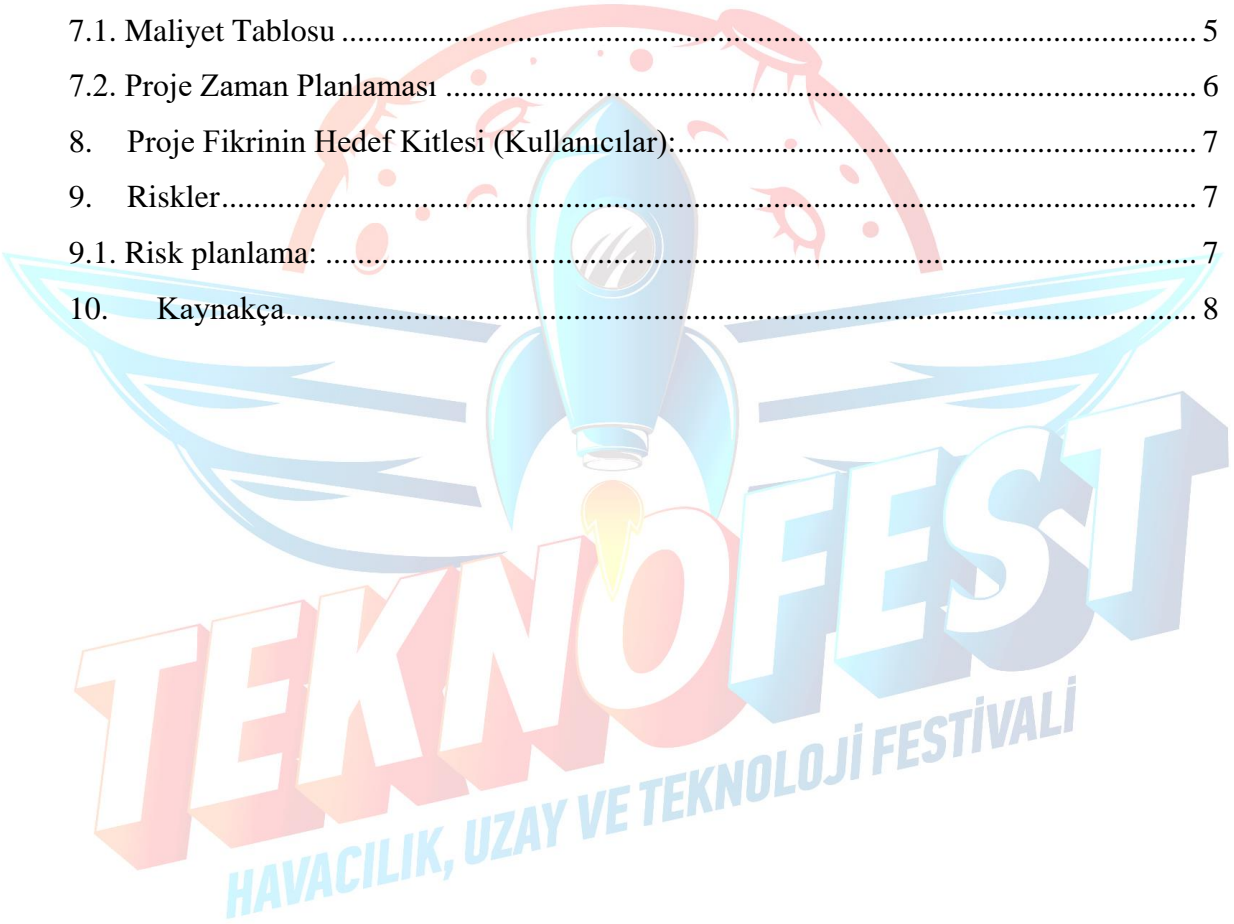 7.1. Maliyet Tablosu ............................................................................................................. 5
7.2. Proje Zaman Planlaması ................................................................................................ 6
8. Proje Fikrinin Hedef Kitlesi (Kullanıcılar):................................................................. 7
9. Riskler........................................................................................................................... 7
9.1. Risk planlama: .............................................................................................................. 7
10. Kaynakça.................................................................................................................... 8
TEKNOFEST
HAVACILIK, UZAY VE TEKNOLOJİ FESTİVALİ